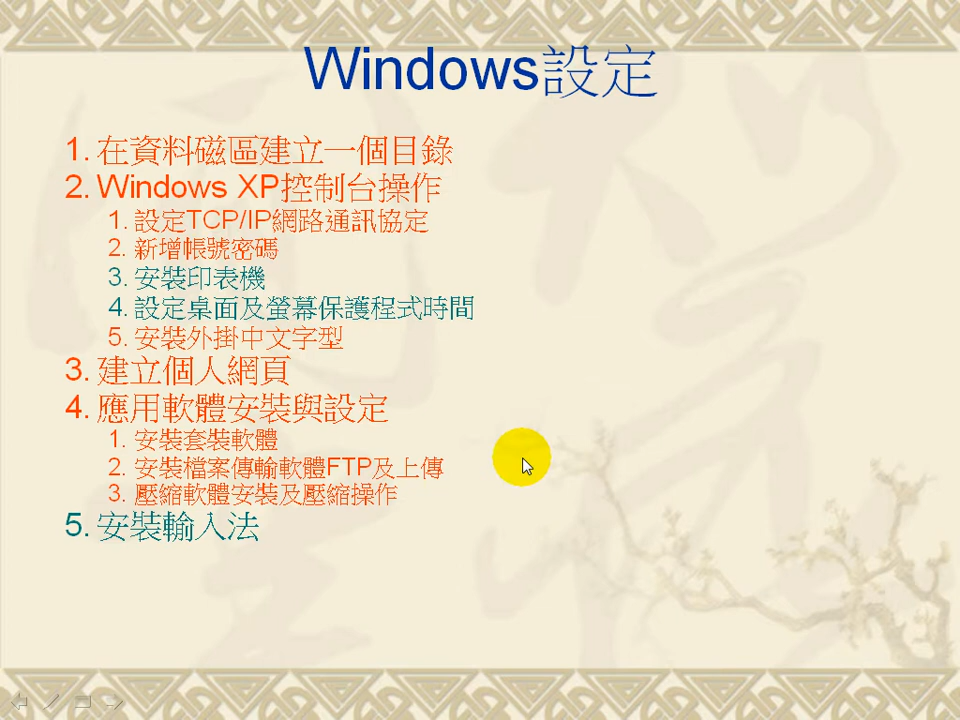 Windows設定
1. 在資料磁區建立一個目錄
2. Windows XP控制台操作
1. 設定TCP/IP網路通訊協定
2. 新增帳號密碼
3. 安裝印表機
4. 設定桌面及螢幕保護程式時間
5. 安裝外掛中文字型
3. 建立個人網頁
4. 應用軟體安裝與設定
1. 安裝套裝軟體
2. 安裝檔案傳輸軟體FTP及上傳
3. 壓縮軟體安裝及壓縮操作
5. 安裝輸入法